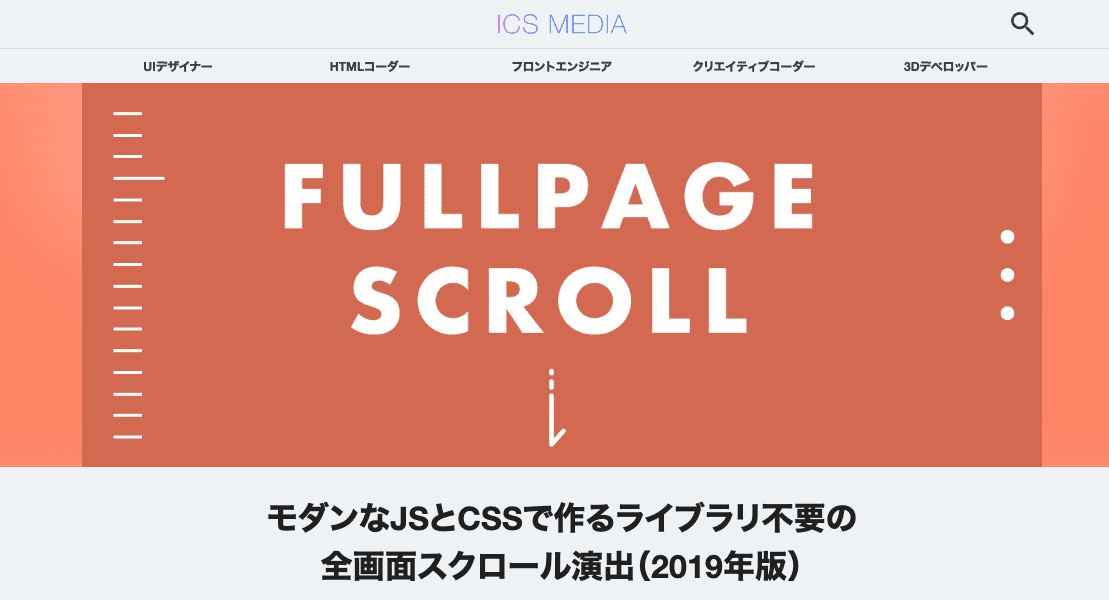 ICS MEDIA
UIデザイナー HTMLコーダー フロントエンジニア クリエイティブコーダー 3Dデベロッパー
FULLPAGE
SCROLL
モダンなJSとCSSで作るライブラリ不要の
全画面スクロール演出（2019年版）